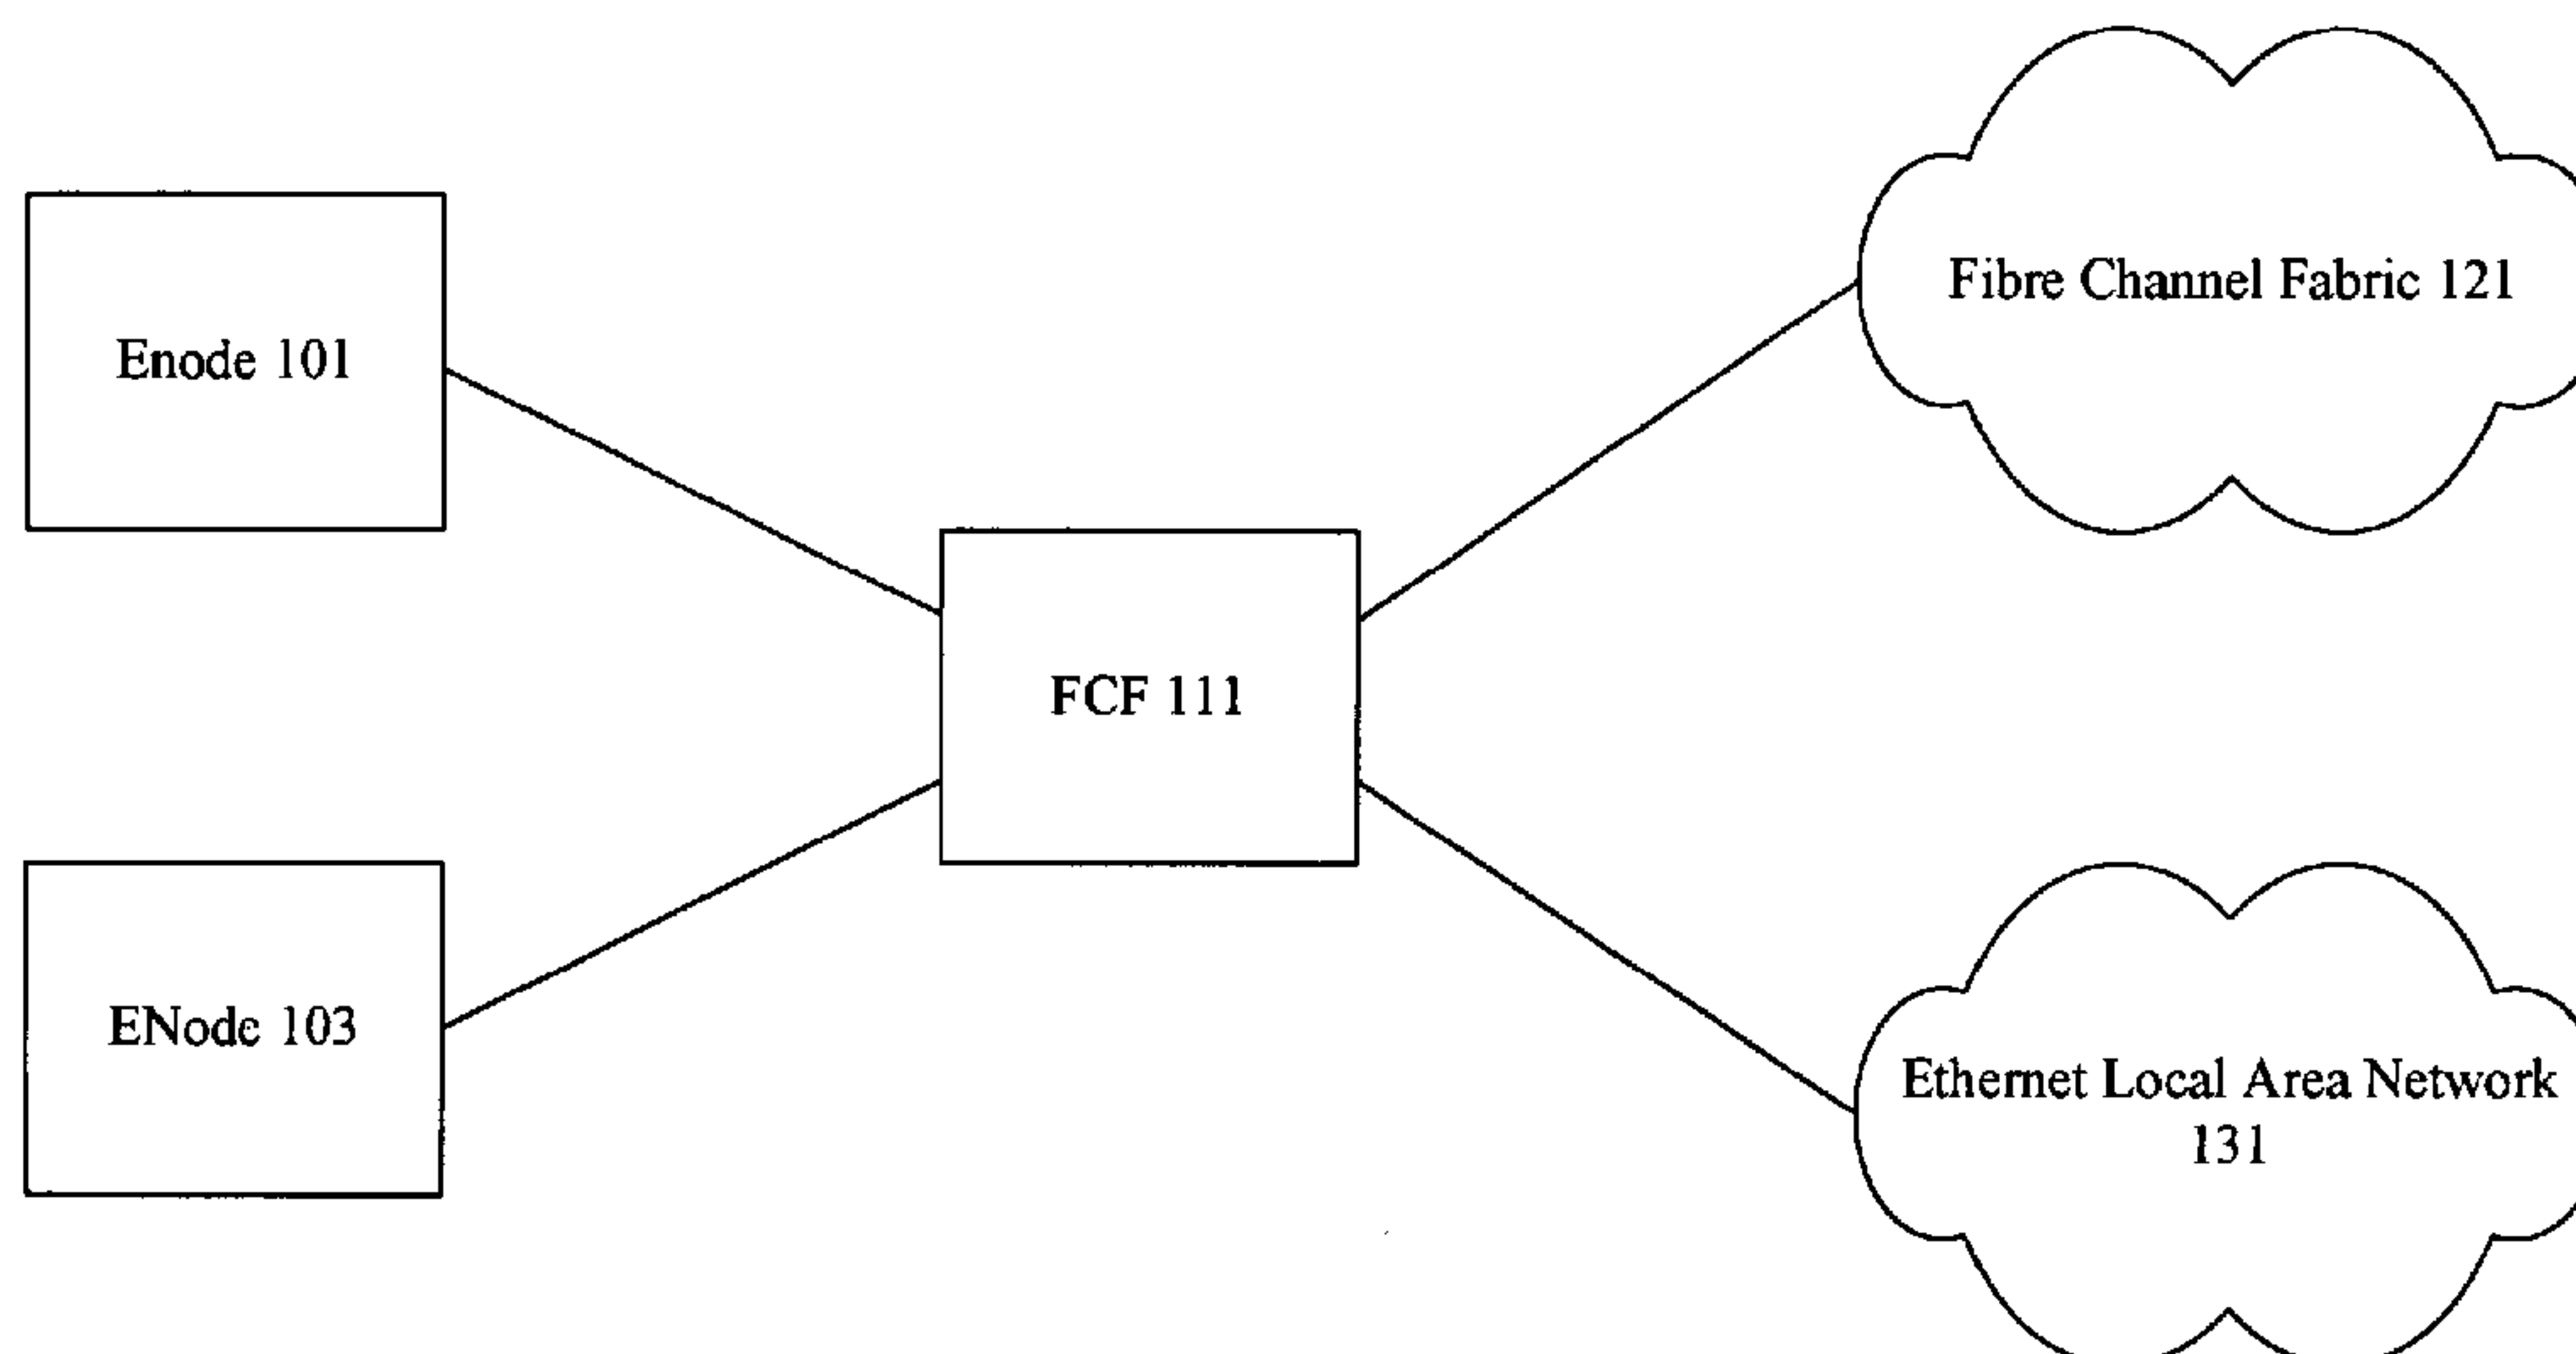 Fibre Channel Fabric 121
Enode 101
FCF 111
ENode 103
Ethernet Local Area Network
131